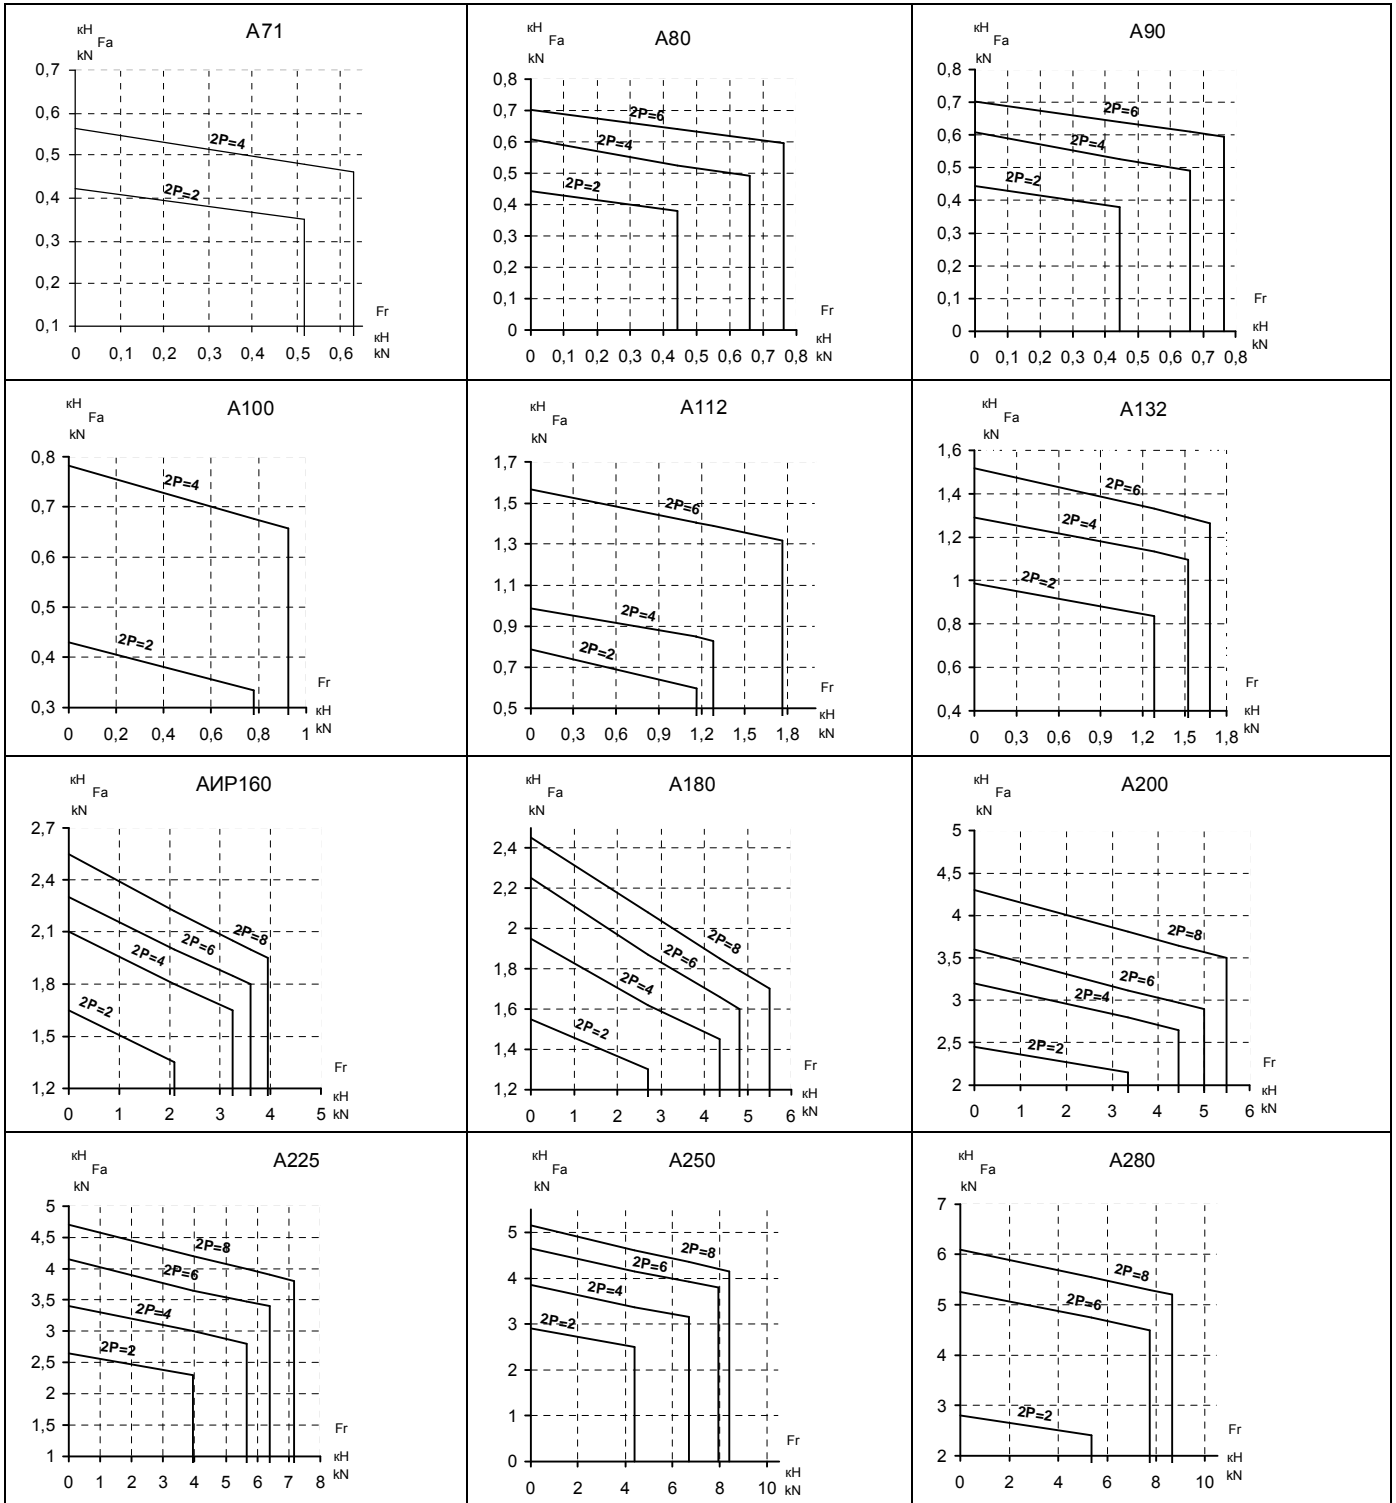 кН Fa
kN
A71
0,7
0,6
0,5
0,4
0,3
0,2
0,1
2P=4
2P=2
Fr
кН
kN
0 0,1 0,2 0,3 0,4 0,5 0,6
кН Fa
kN
A80
0,8
0,7
0,6
0,5
0,4
0,3
0,2
0,1
0
2P=6
2P=4
2P=2
Fr
кН
kN
0 0,1 0,2 0,3 0,4 0,5 0,6 0,7 0,8
кН Fa
kN
A90
0,8
0,7
0,6
0,5
0,4
0,3
0,2
0,1
0
2P=6
2P=4
2P=2
Fr
кН
kN
0 0,1 0,2 0,3 0,4 0,5 0,6 0,7 0,8
кН Fa
kN
A100
0,8
0,7
0,6
0,5
0,4
0,3
2P=4
2P=2
Fr
кН
kN
0 0,2 0,4 0,6 0,8 1
кН Fa
kN
A112
1,7
1,5
1,3
1,1
0,9
0,7
0,5
2P=6
2P=4
2P=2
Fr
кН
kN
0 0,3 0,6 0,9 1,2 1,5 1,8
кН Fa
kN
A132
1,6
1,4
1,2
1
0,8
0,6
0,4
2P=6
2P=4
2P=2
Fr
кН
kN
0 0,3 0,6 0,9 1,2 1,5 1,8
кН Fa
kN
АИР160
2,7
2,4
2,1
1,8
1,5
1,2
2P=8
2P=6
2P=4
2P=2
Fr
кН
kN
0 1 2 3 4 5
кН Fa
kN
A180
2,4
2,2
2
1,8
1,6
1,4
1,2
2P=8
2P=6
2P=4
2P=2
Fr
кН
kN
0 1 2 3 4 5 6
кН Fa
kN
A200
5
4,5
4
3,5
3
2,5
2
2P=8
2P=6
2P=4
2P=2
Fr
кН
kN
0 1 2 3 4 5 6
кН Fa
kN
A225
5
4,5
4
3,5
3
2,5
2
1,5
1
2P=8
2P=6
2P=4
2P=2
Fr
кН
kN
0 1 2 3 4 5 6 7 8
кН Fa
kN
A250
5
4
3
2
1
0
2P=8
2P=6
2P=4
2P=2
Fr
кН
kN
0 2 4 6 8 10
кН Fa
kN
A280
7
6
5
4
3
2
2P=8
2P=6
2P=2
Fr
кН
kN
0 2 4 6 8 10